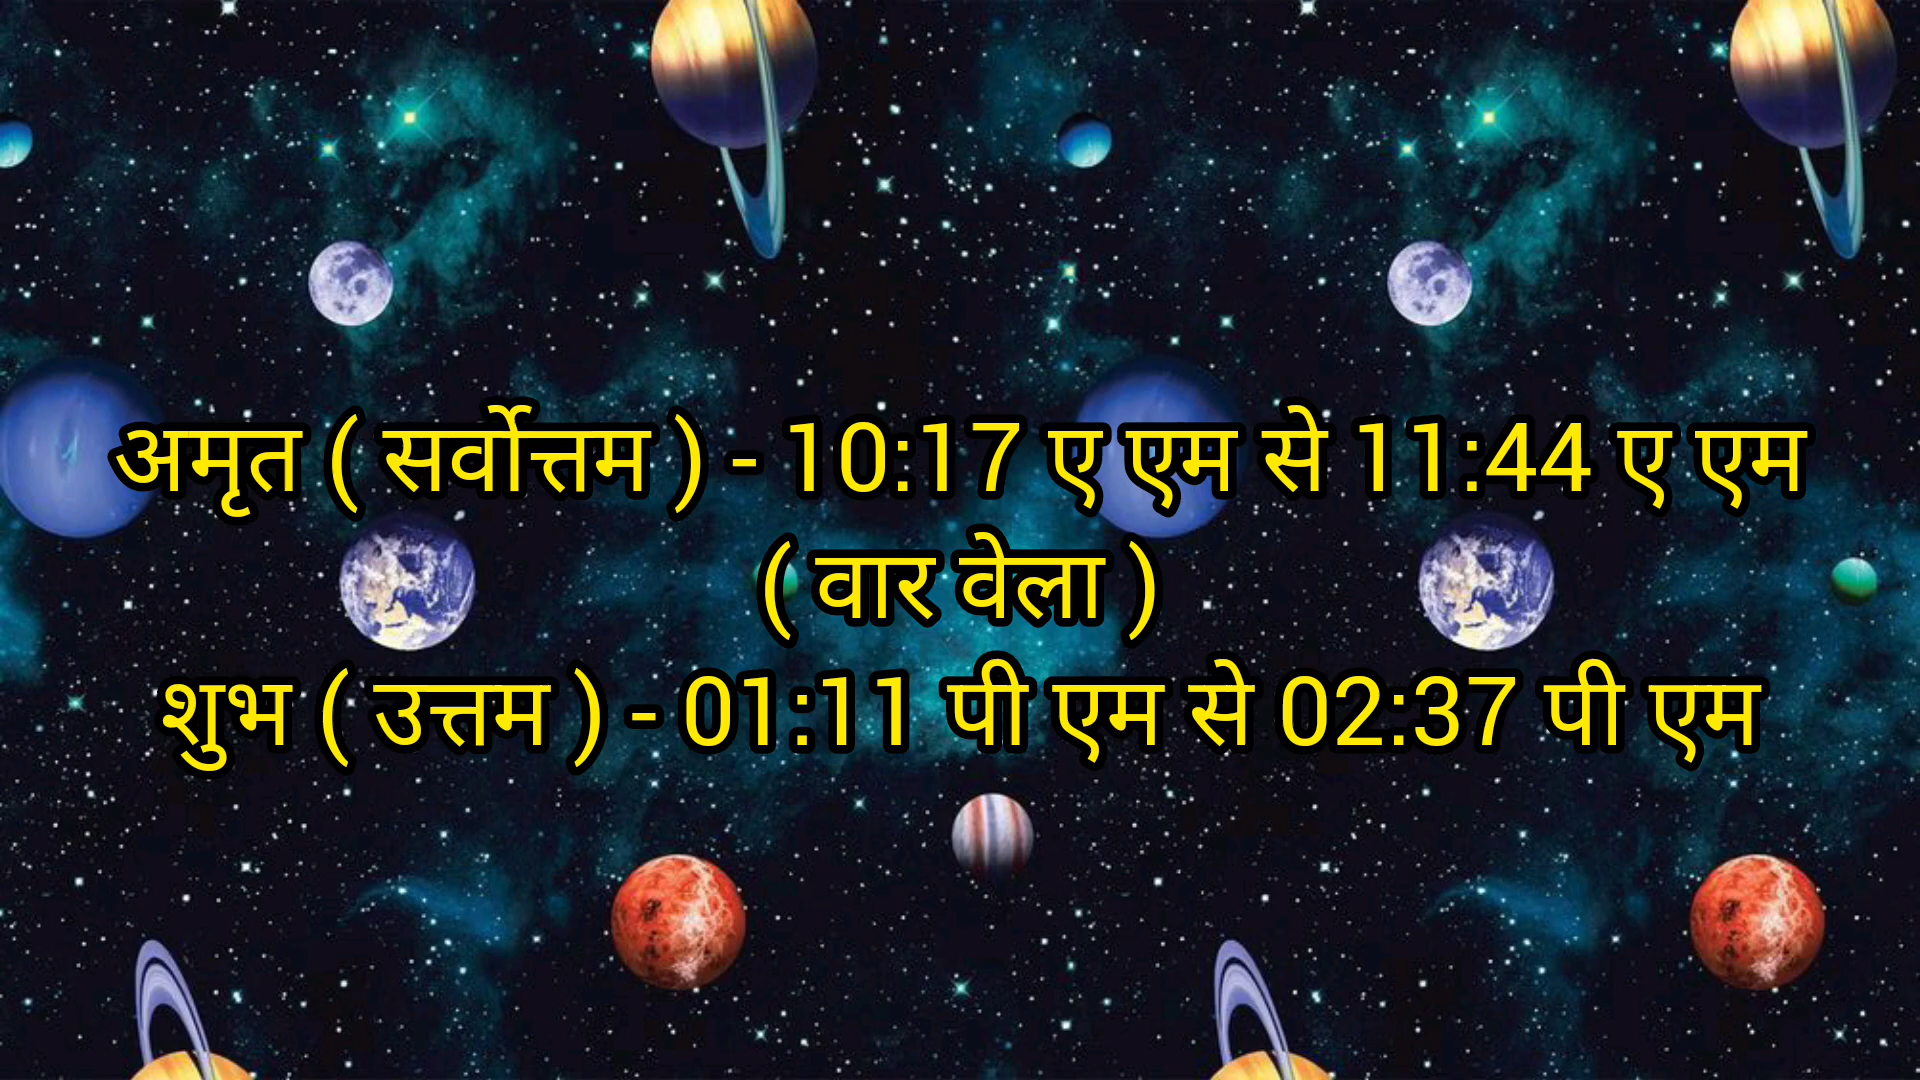 अमृत ( सर्वोत्तम ) - 10:17 ए एम से 11:44 ए एम
( वार वेला )
शुभ ( उत्तम ) - 01:11 पी एम से 02:37 पी एम